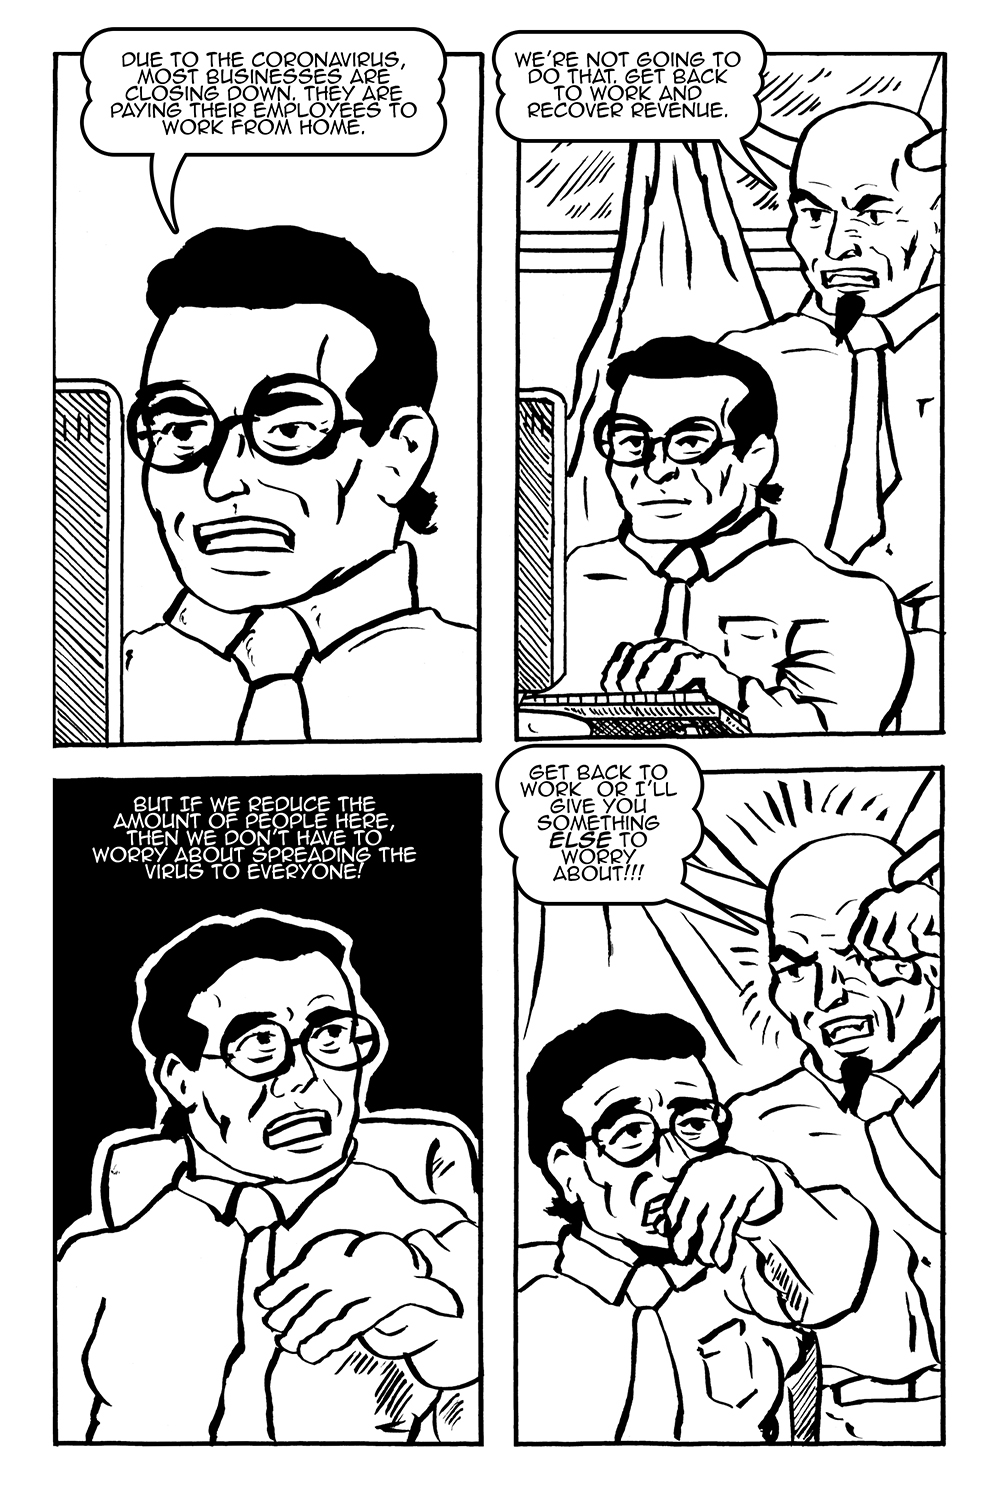 DUE TO THE CORONAVIRUS,
MOST BUSINESSES ARE
CLOSING DOWN. THEY ARE
PAYING THEIR EMPLOYEES TO
WORK FROM HOME.
WE'RE NOT GOING TO
DO THAT. GET BACK
TO WORK AND
RECOVER REVENUE.
BUT IF WE REDUCE THE
AMOUNT OF PEOPLE HERE,
THEN WE DON'T HAVE TO
WORRY ABOUT SPREADING THE
VIRUS TO EVERYONE!
GET BACK TO
WORK OR I'LL
GIVE YOU
SOMETHING
ELSE TO
WORRY
ABOUT!!!